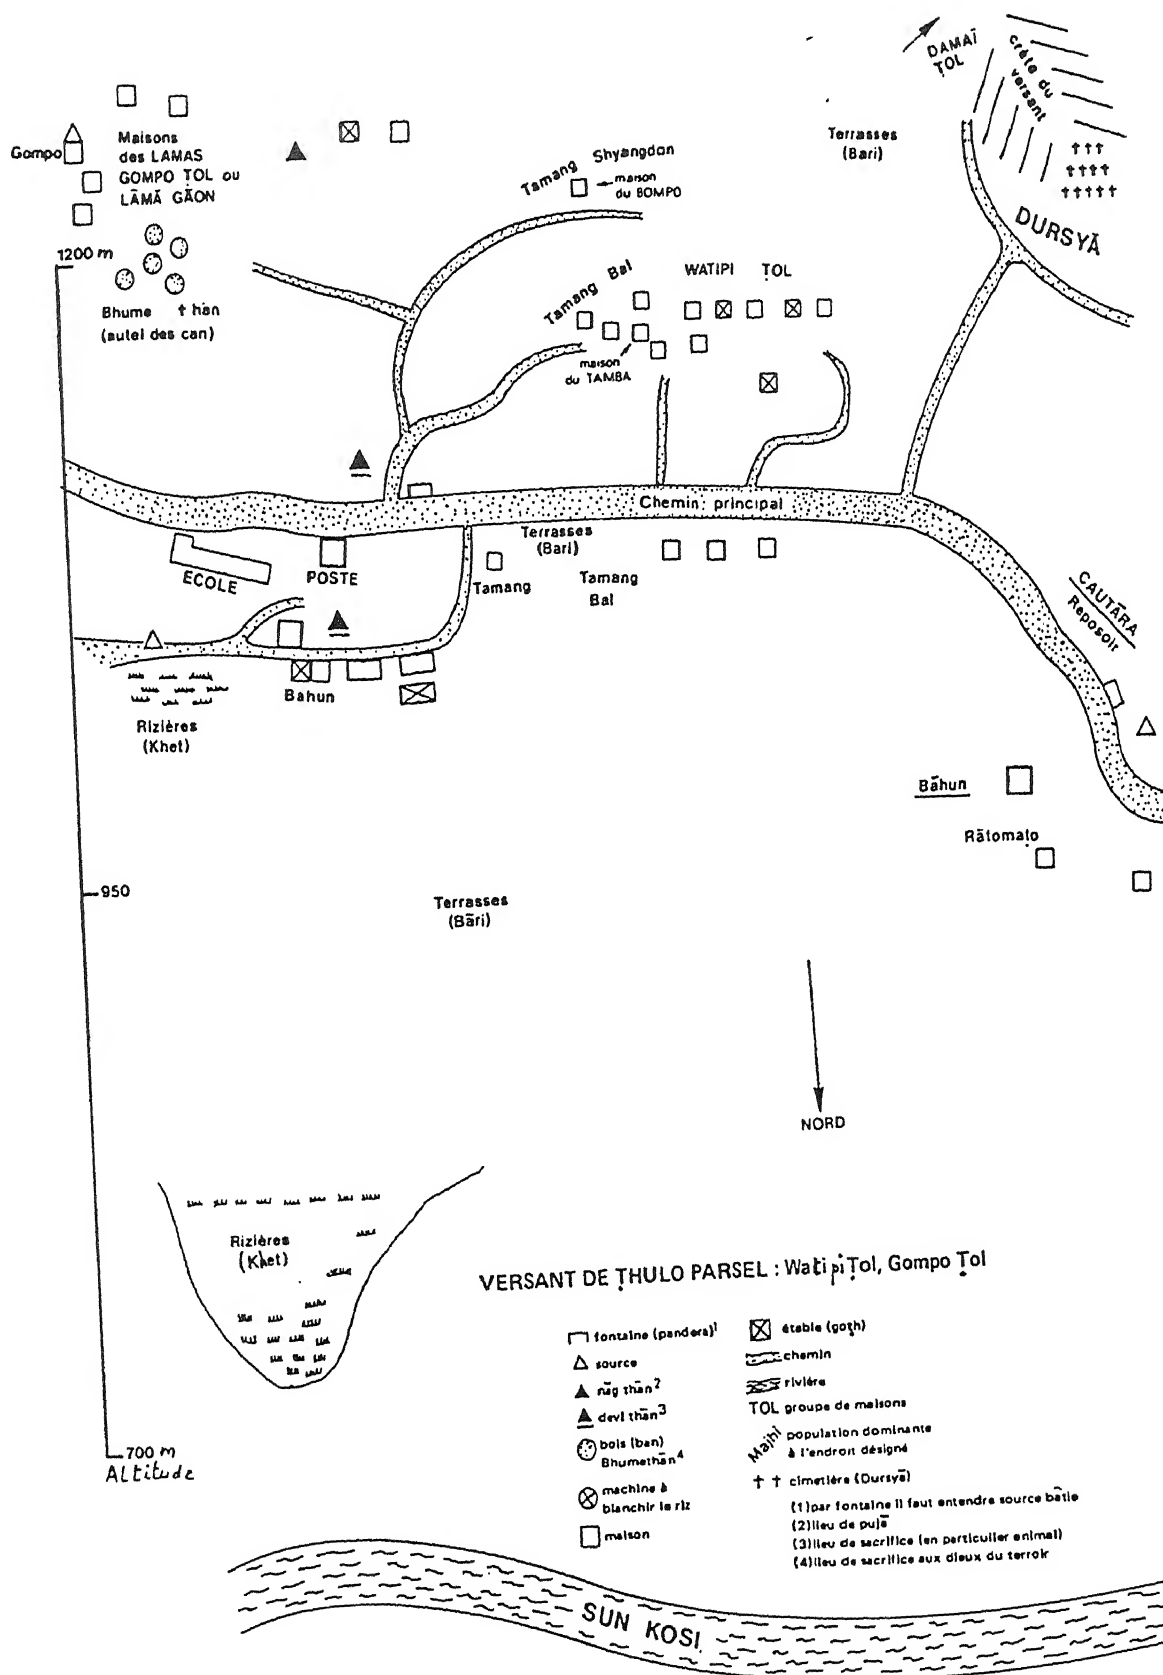 DAMAĪ
ṬOL
crête du
versant
Terrasses
(Bari)
Gompo
Maisons
des LAMAS
GOMPO ṬOL ou
LĀMĀ GĀON
Tamang Shyangdon
maison
du BOMPO
DURSYĀ
1200 m
Bhume thān
(autel des can)
Tamang Bal
WATIPI ṬOL
maison
du TAMBA
Chemin principal
ECOLE
POSTE
Terrasses
(Bari)
Tamang
Tamang
Bal
CAUTĀRA
Reposoir
Bahun
Rizières
(Khet)
Bāhun
Rātomaṭo
950
Terrasses
(Bāri)
NORD
Rizières
(Khet)
VERSANT DE ṬHULO PARSEL : Watipi Ṭol, Gompo Ṭol
fontaine (pandera)¹
source
nāg thān²
devī thān³
bois (ban)
Bhumethān⁴
machine à
blanchir le riz
maison
étable (goṭh)
chemin
rivière
TOL groupe de maisons
Majhi population dominante
à l'endroit désigné
cimetière (Dursyā)
(1) par fontaine il faut entendre source bâtie
(2) lieu de pujā
(3) lieu de sacrifice (en particulier animal)
(4) lieu de sacrifice aux dieux du terroir
700 m
Altitude
SUN KOSI